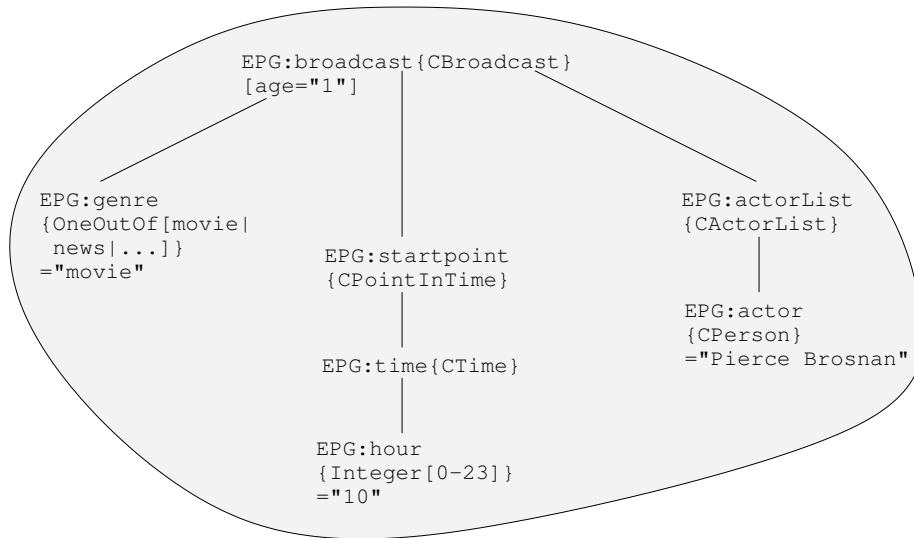 EPG:broadcast{CBroadcast}
[age="1"]
EPG:genre
{OneOutOf[movie|
news|...]}
="movie"
EPG:startpoint
{CPointInTime}
EPG:time{CTime}
EPG:hour
{Integer[0-23]}
="10"
EPG:actorList
{CActorList}
EPG:actor
{CPerson}
="Pierce Brosnan"